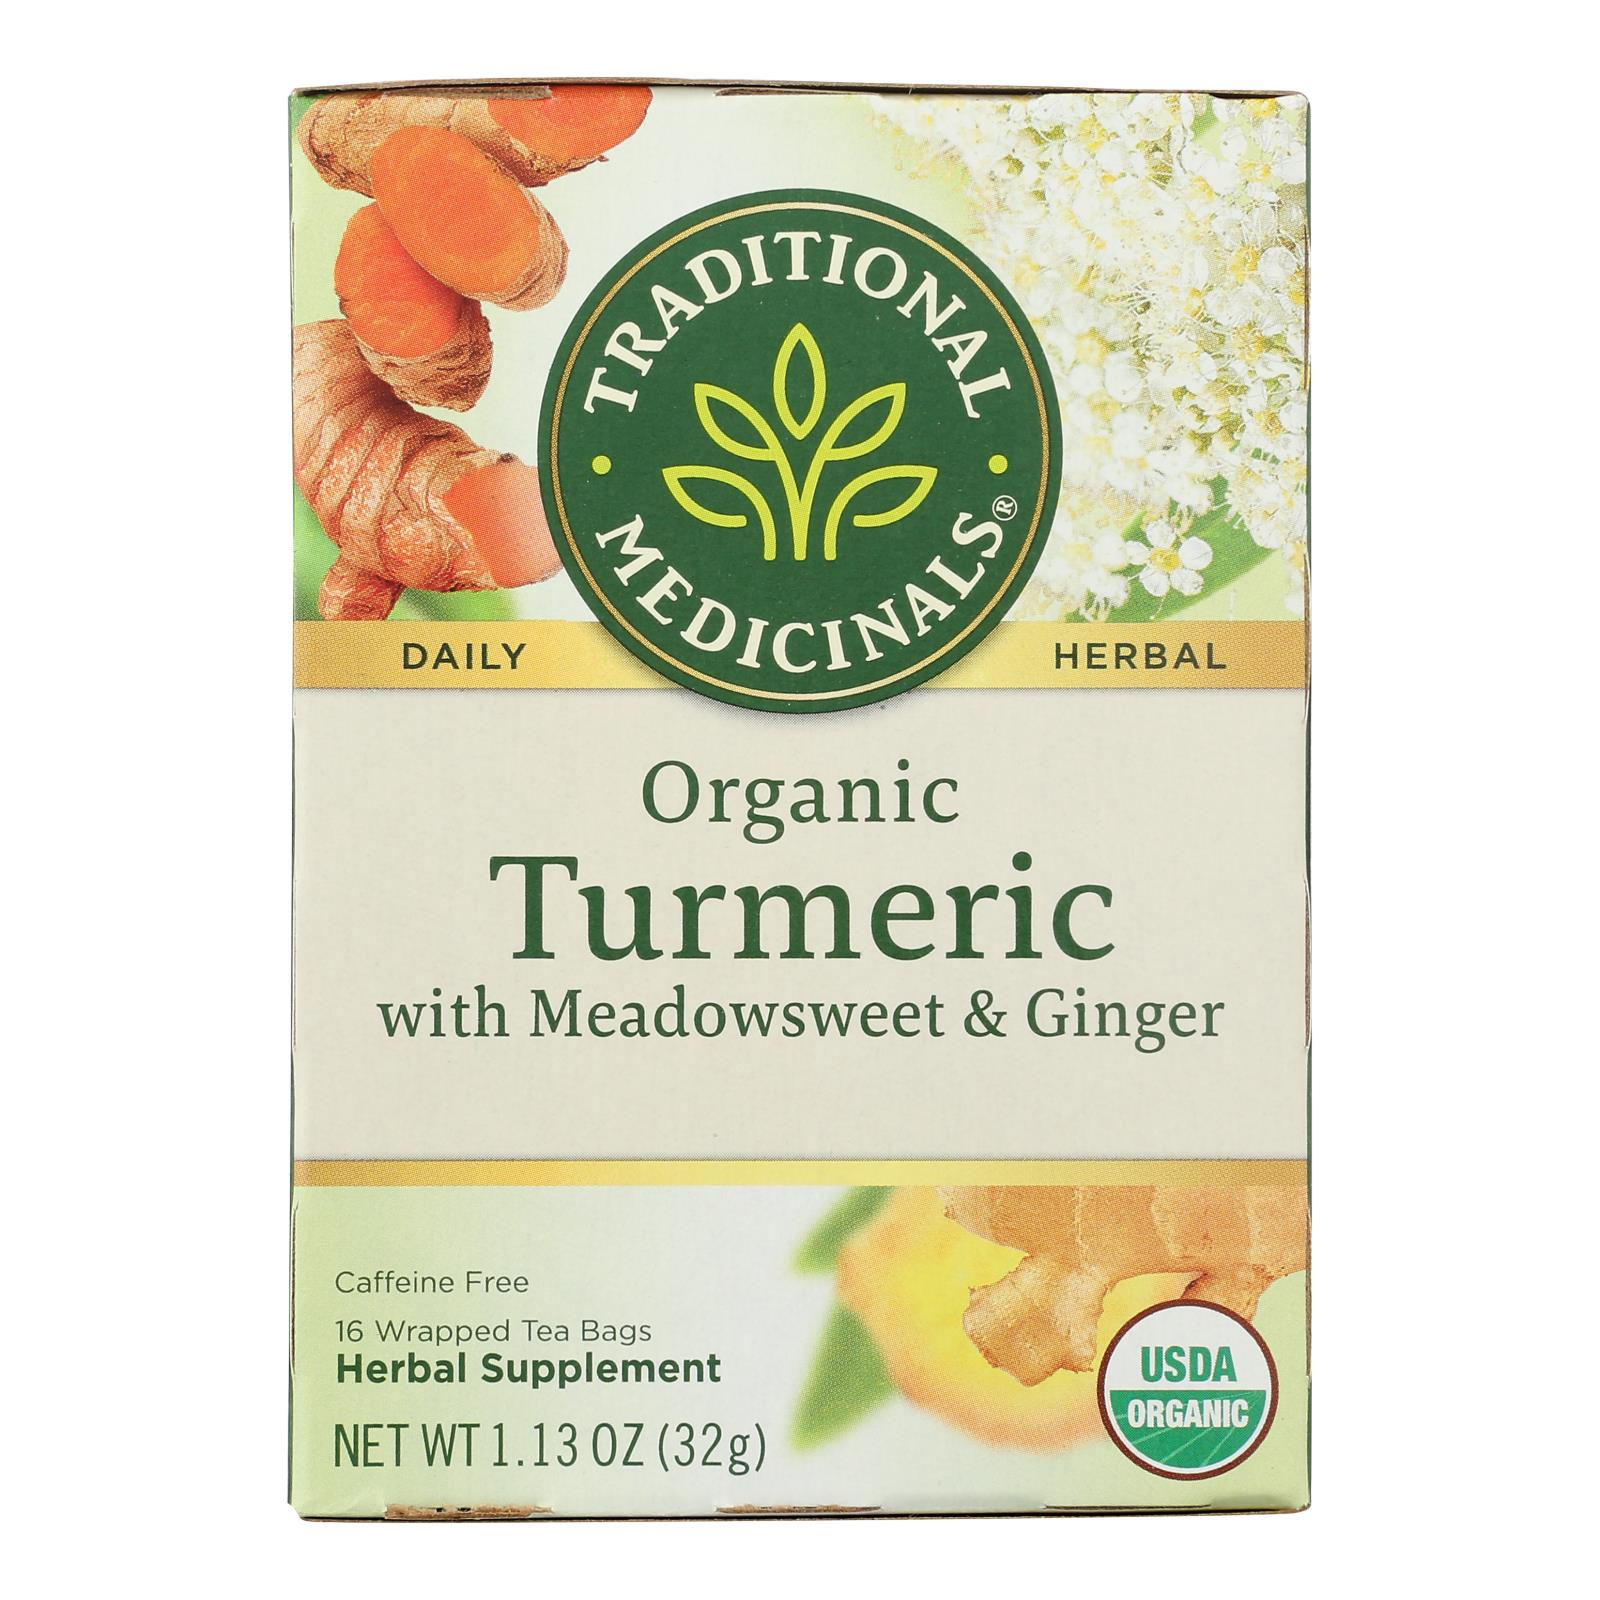 TRADITIONAL
MEDICINALS®
DAILY
HERBAL
Organic
Turmeric
with Meadowsweet & Ginger
Caffeine Free
16 Wrapped Tea Bags
Herbal Supplement
NET WT 1.13 OZ (32g)
USDA
ORGANIC